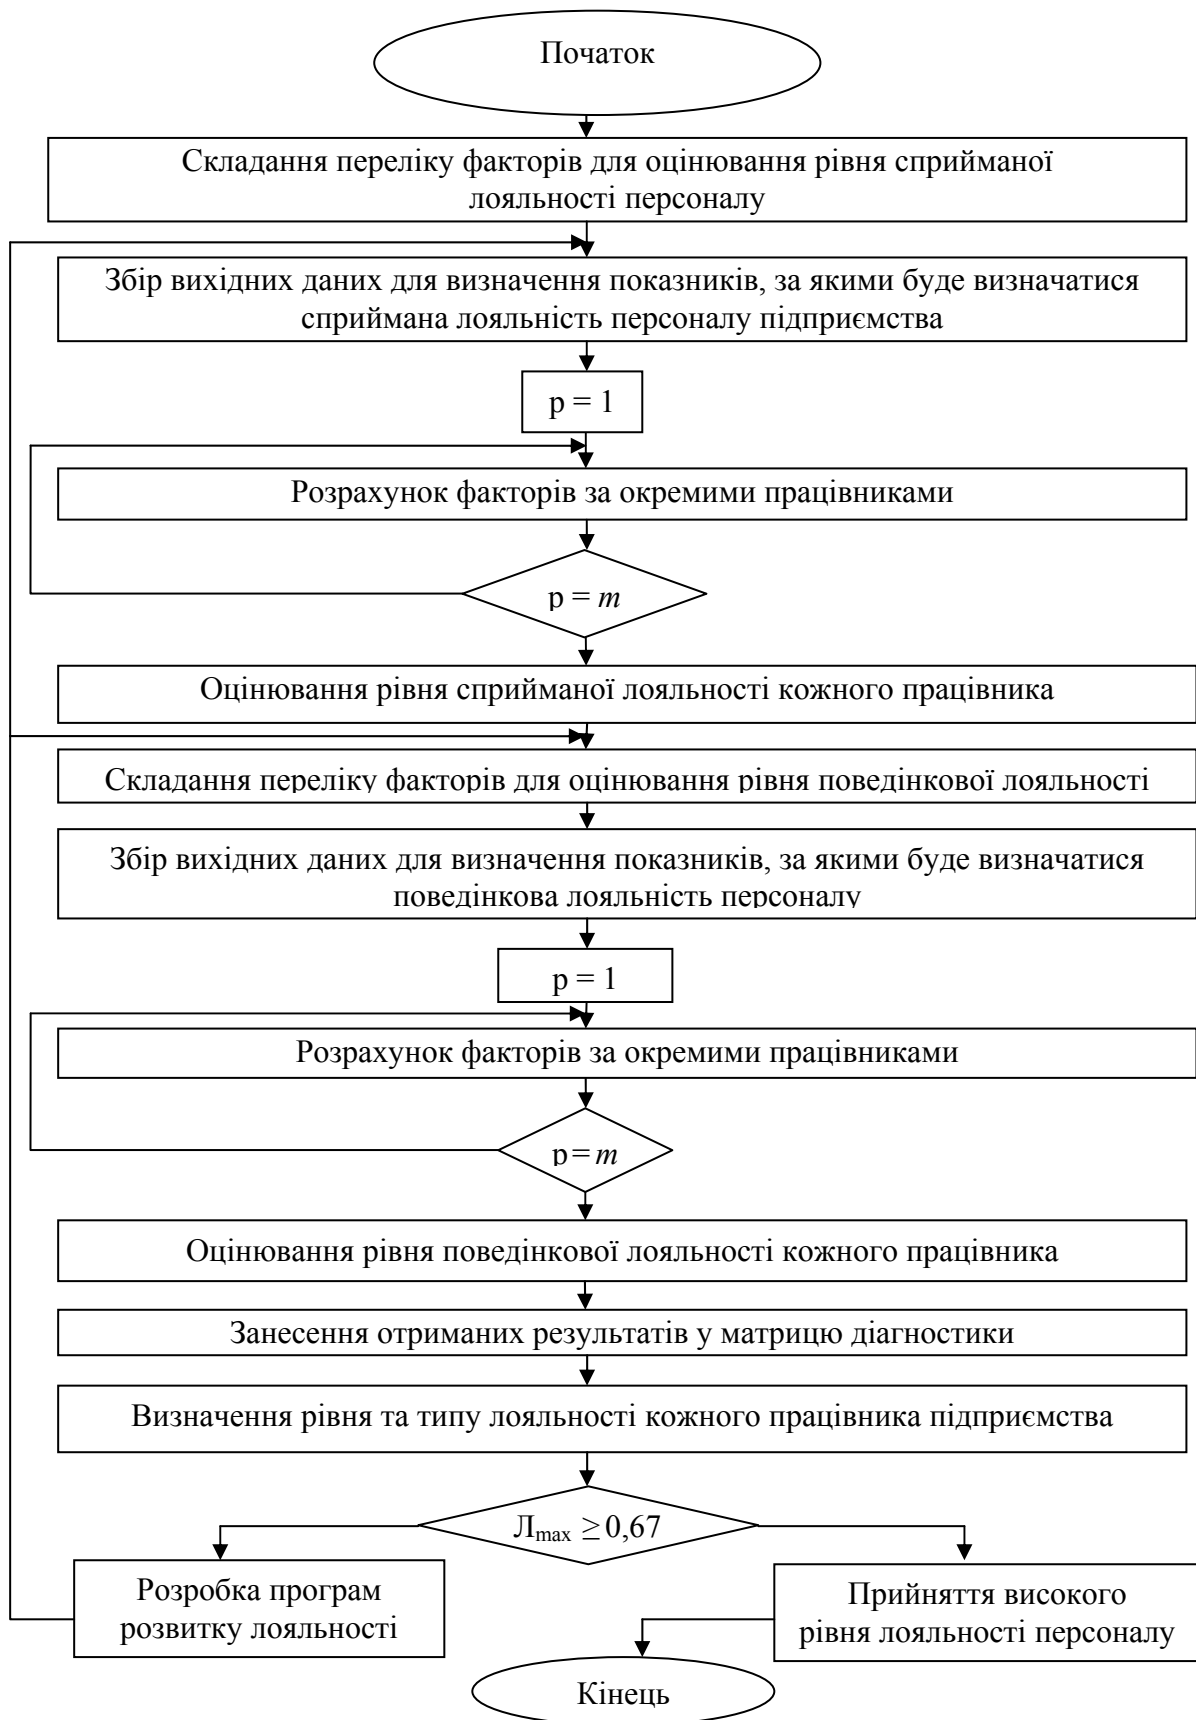 Початок
Складання переліку факторів для оцінювання рівня сприйманої
лояльності персоналу
Збір вихідних даних для визначення показників, за якими буде визначатися
сприймана лояльність персоналу підприємства
p = 1
Розрахунок факторів за окремими працівниками
p = m
Оцінювання рівня сприйманої лояльності кожного працівника
Складання переліку факторів для оцінювання рівня поведінкової лояльності
Збір вихідних даних для визначення показників, за якими буде визначатися
поведінкова лояльність персоналу
p = 1
Розрахунок факторів за окремими працівниками
p = m
Оцінювання рівня поведінкової лояльності кожного працівника
Занесення отриманих результатів у матрицю діагностики
Визначення рівня та типу лояльності кожного працівника підприємства
Лmax ≥ 0,67
Розробка програм
розвитку лояльності
Прийняття високого
рівня лояльності персоналу
Кінець